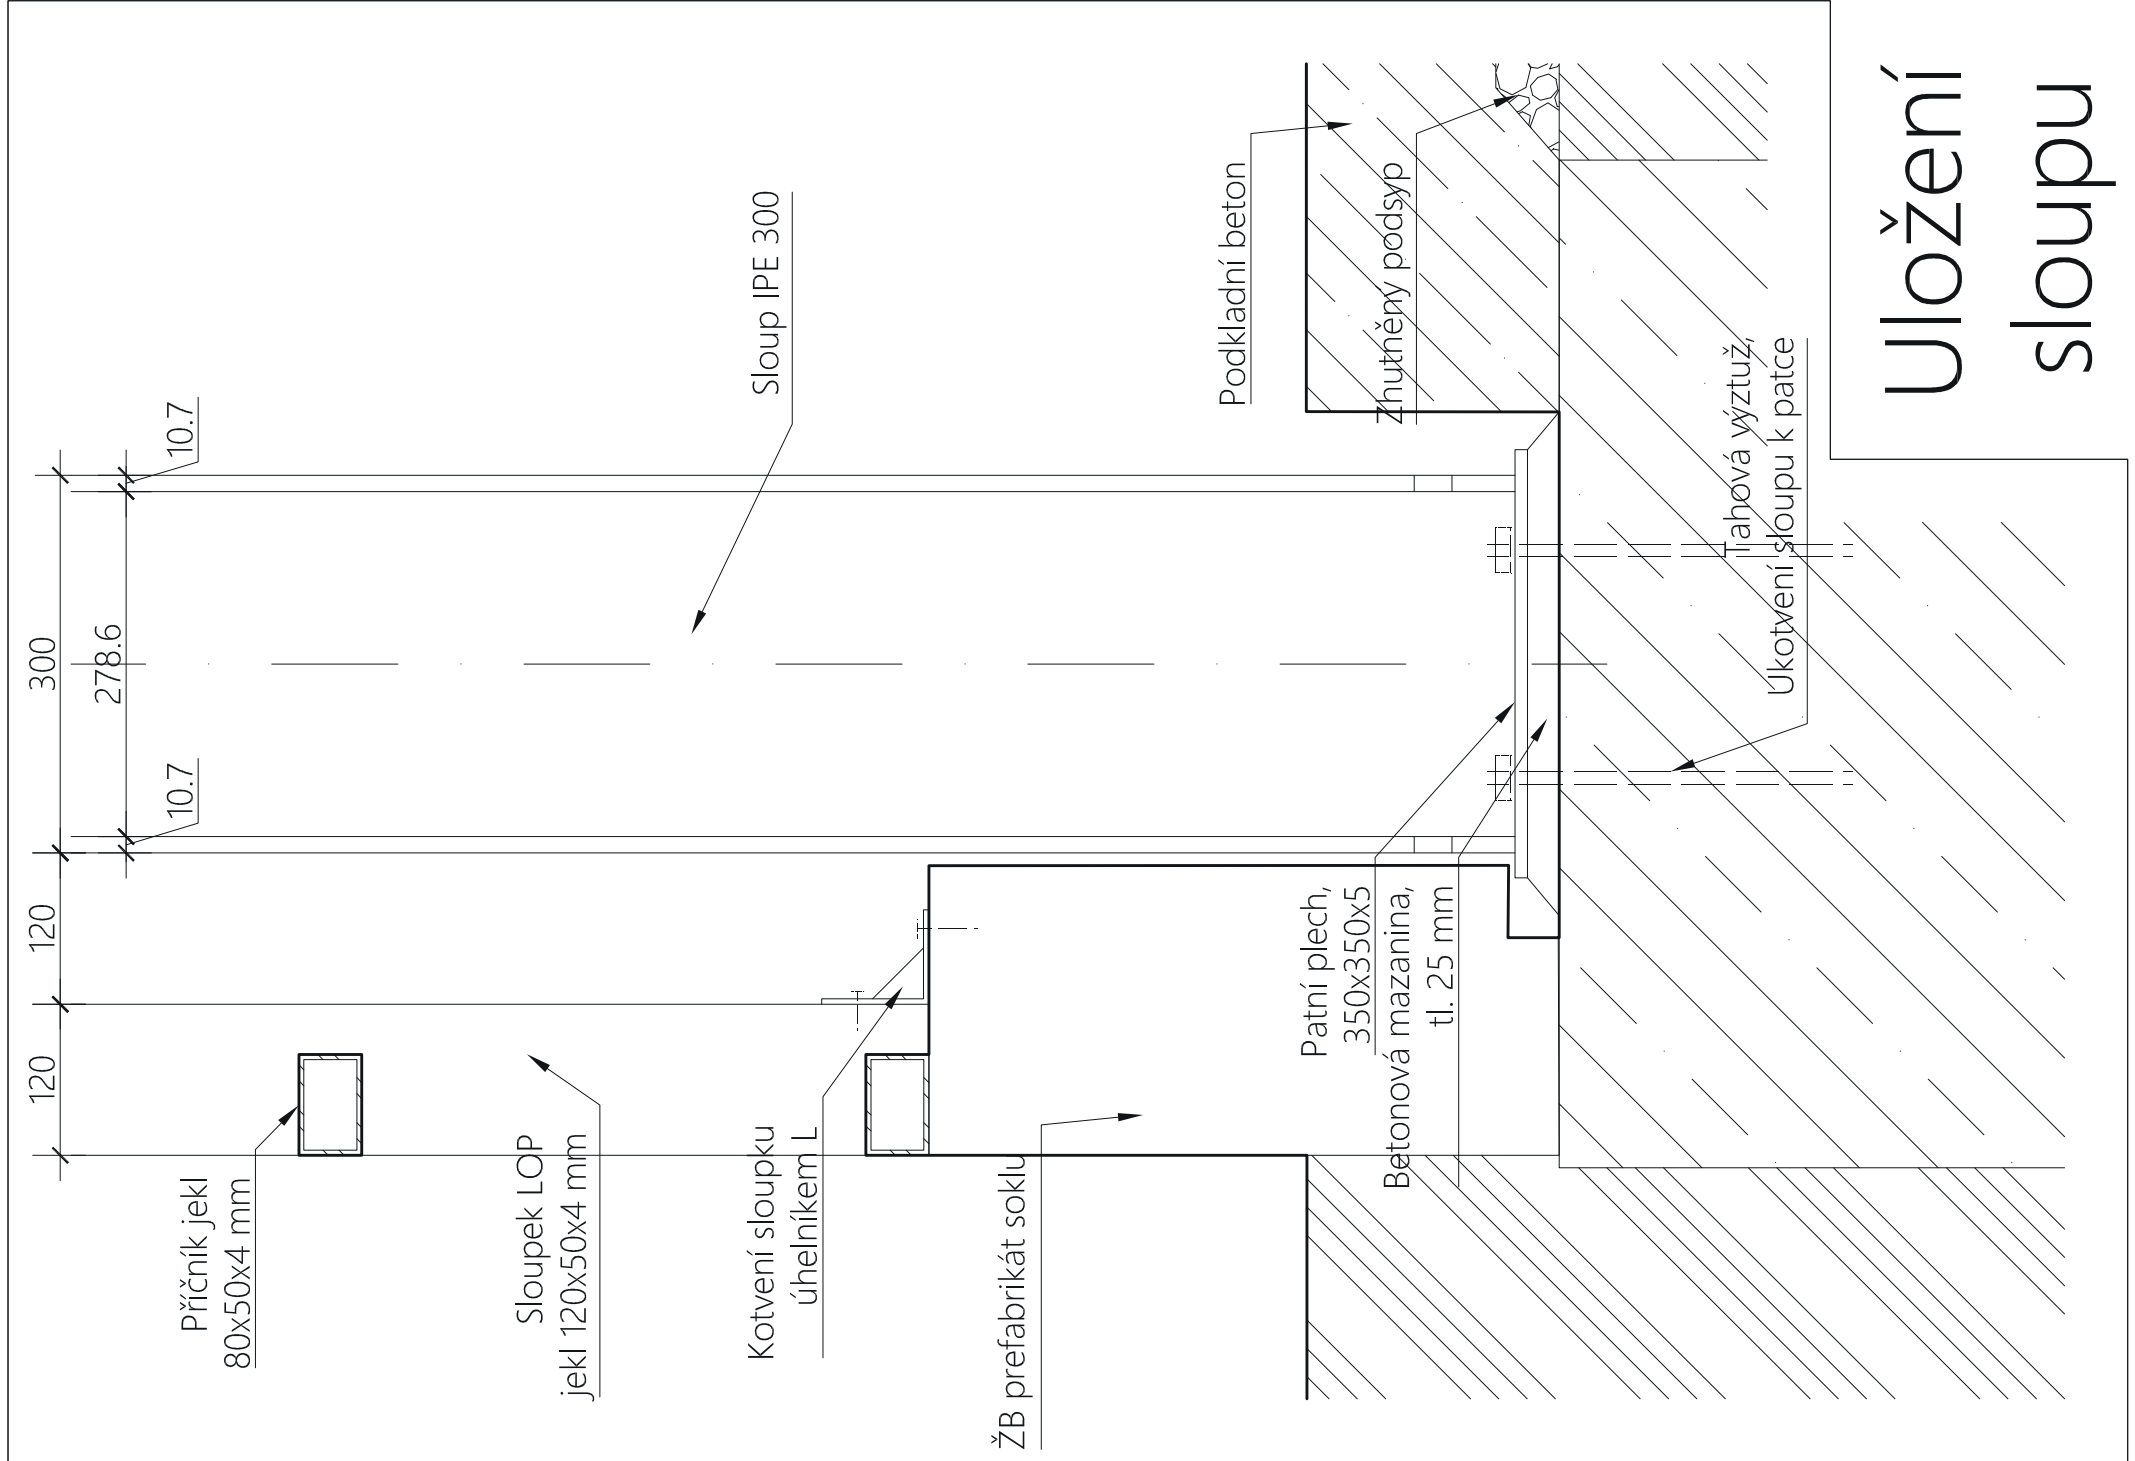 Uložení
sloupu
300
278.6
10.7
10.7
120
120
Sloup IPE 300
Podkladní beton
Zhutněný podsyp
Tahová výztuž,
Ukotvení sloupu k patce
Patní plech,
350x350x5
Betonová mazanina,
tl. 25 mm
Příčník jekl
80x50x4 mm
Sloupek LOP
jekl 120x50x4 mm
Kotvení sloupku
úhelníkem L
ŽB prefabrikát soklu